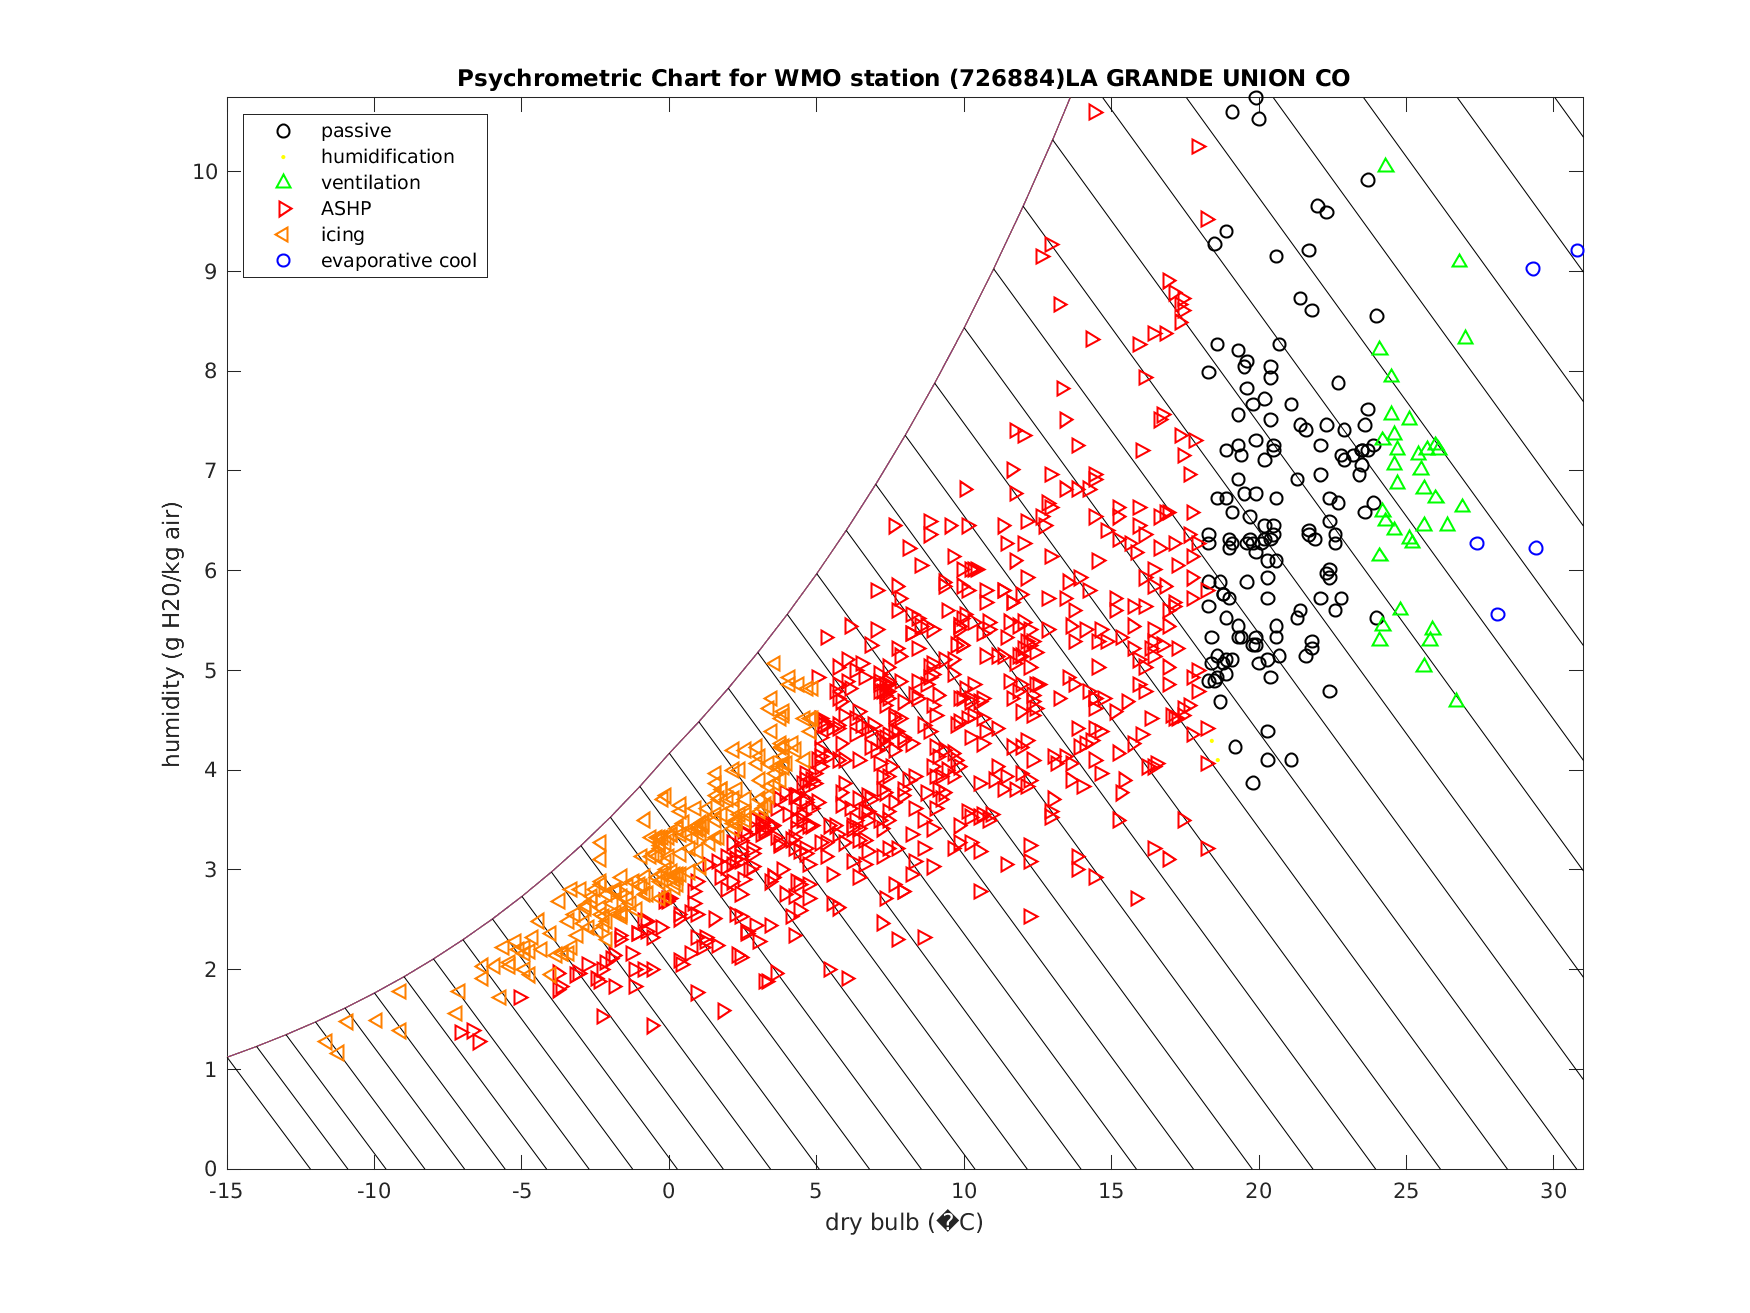 Psychrometric Chart for WMO station (726884)LA GRANDE UNION CO
passive
humidification
ventilation
ASHP
icing
evaporative cool
humidity (g H20/kg air)
10
9
8
7
6
5
4
3
2
1
0
-15 -10 -5 0 5 10 15 20 25 30
dry bulb (�C)